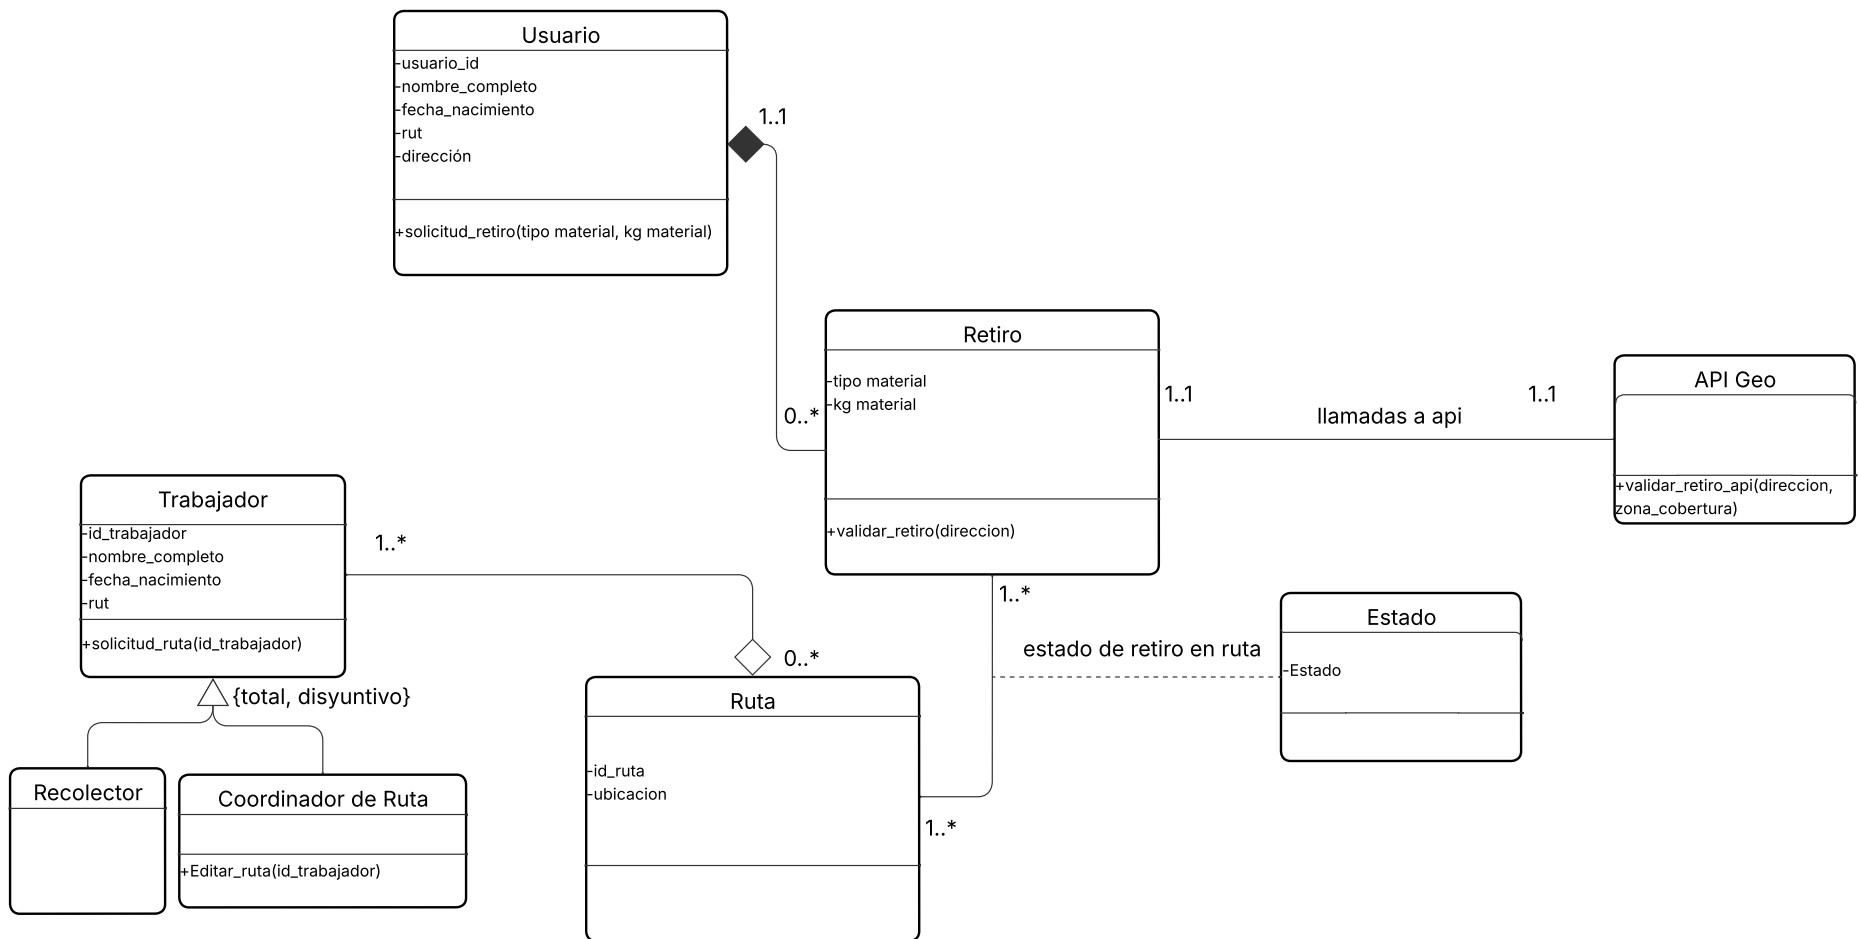 Usuario
-usuario_id
-nombre_completo
-fecha_nacimiento
-rut
-dirección
+solicitud_retiro(tipo material, kg material)
1..1
0..*
Retiro
-tipo material
-kg material
+validar_retiro(direccion)
1..1
llamadas a api
1..1
API Geo
+validar_retiro_api(direccion,
zona_cobertura)
Trabajador
-id_trabajador
-nombre_completo
-fecha_nacimiento
-rut
+solicitud_ruta(id_trabajador)
1..*
0..*
{total, disyuntivo}
Recolector
Coordinador de Ruta
+Editar_ruta(id_trabajador)
Ruta
-id_ruta
-ubicacion
1..*
1..*
estado de retiro en ruta
Estado
-Estado